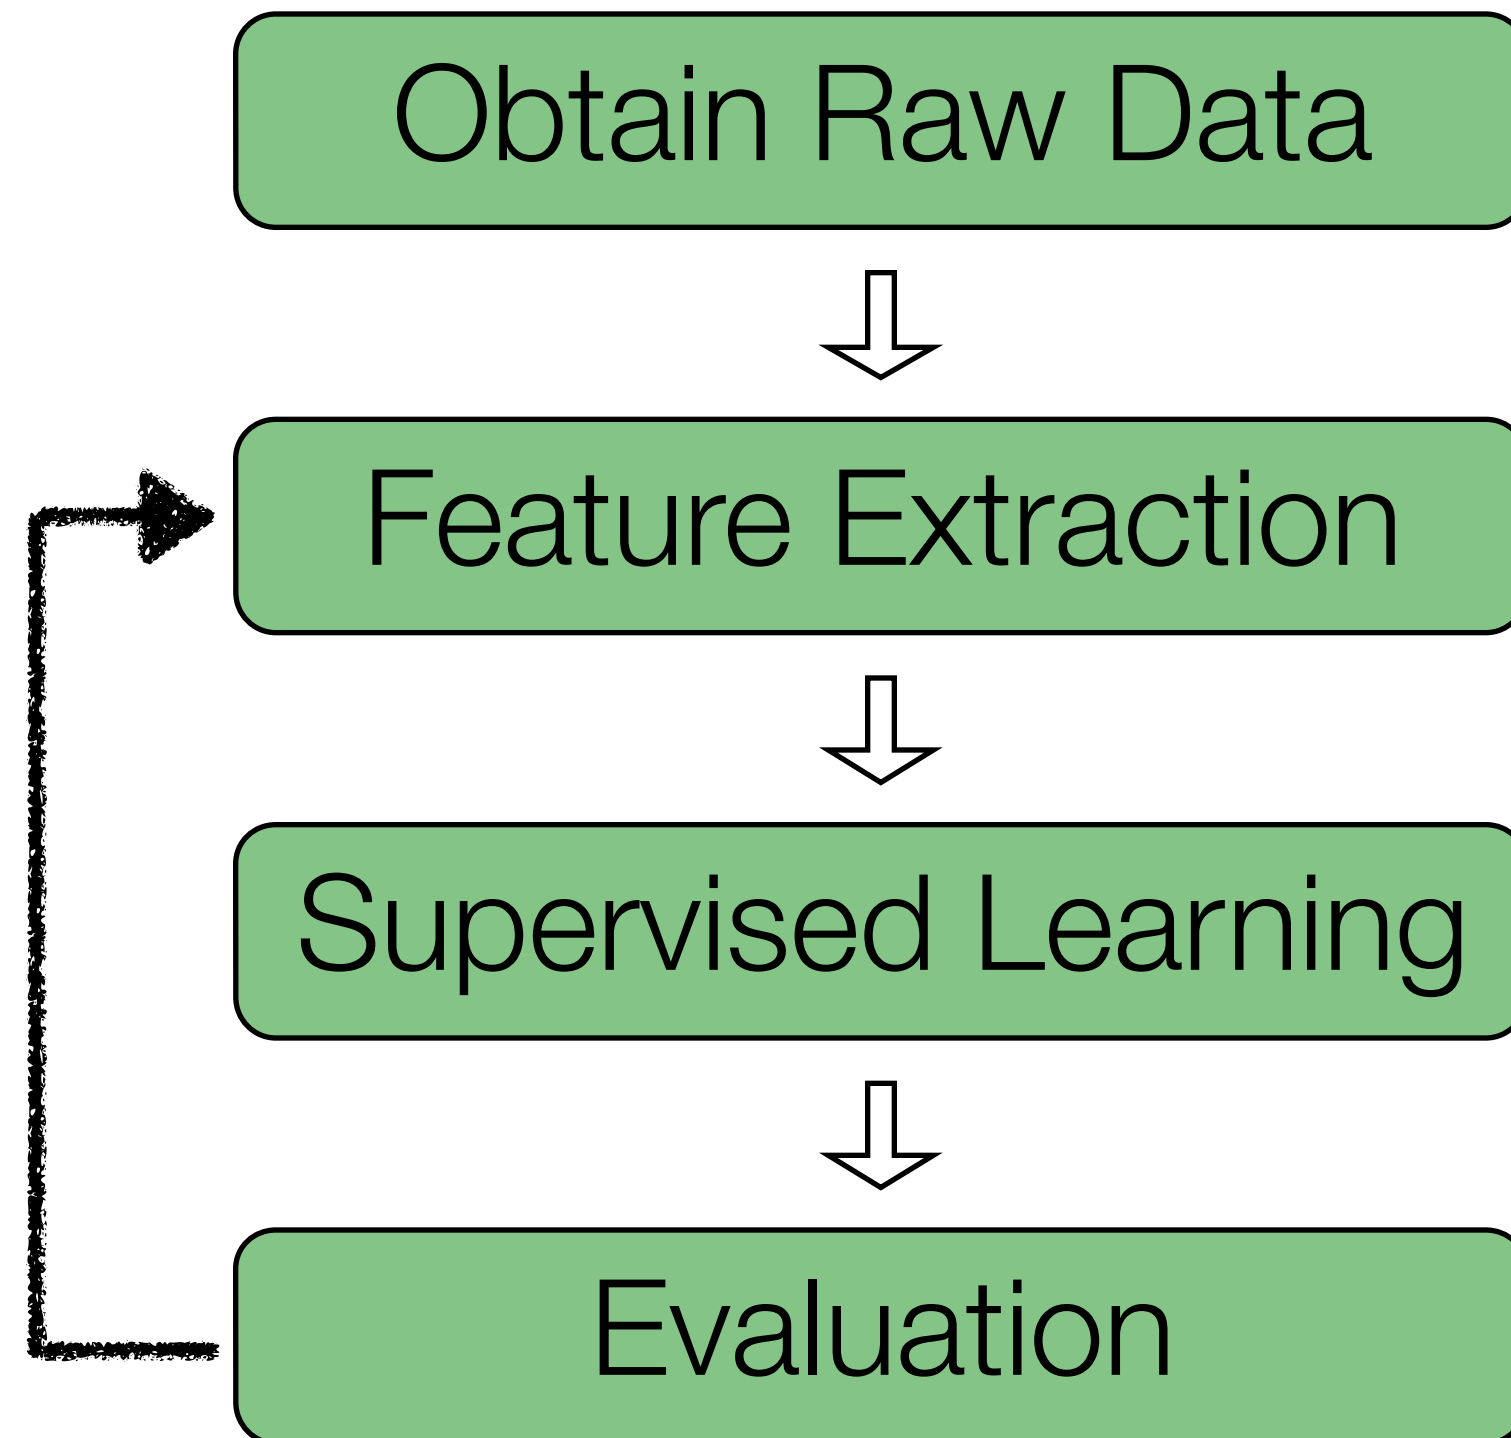 Obtain Raw Data
Feature Extraction
Supervised Learning
Evaluation